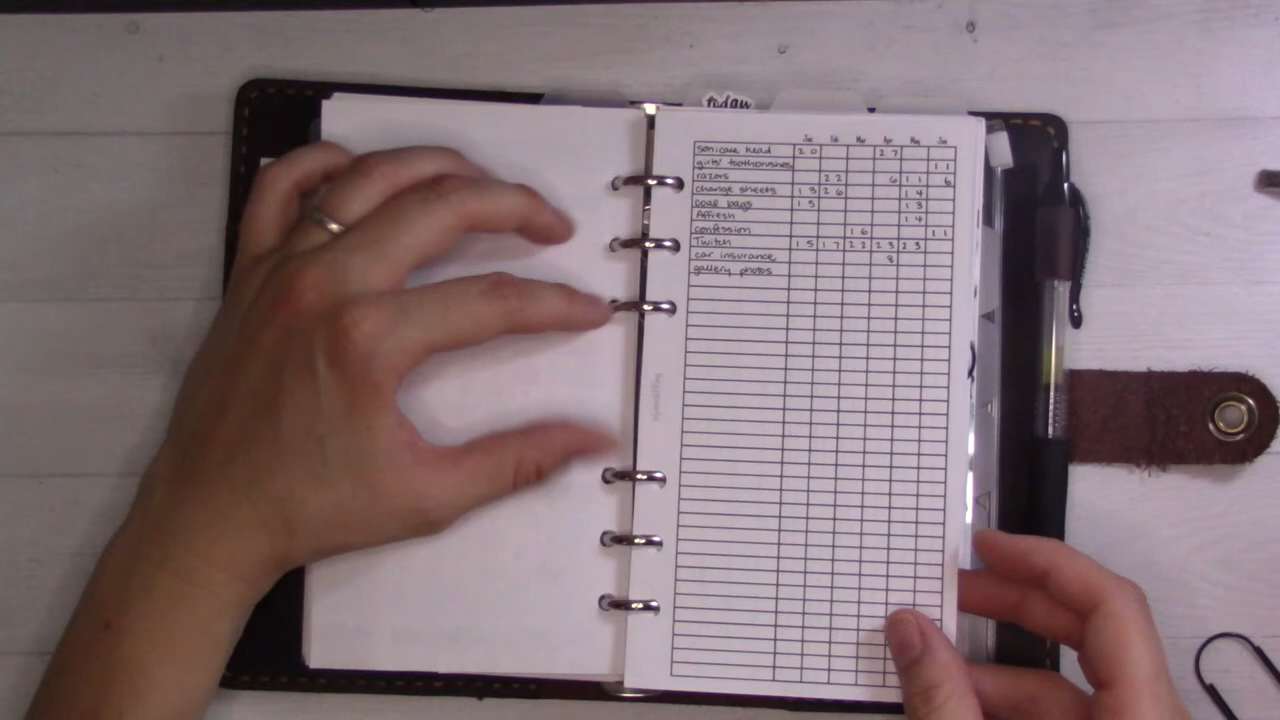 today
Jan Feb Mar Apr May Jun
sonicare head 20 27
girls' toothbrushes 11
razors 22 6 11 6
change sheets 13 26 14
coal bags 15 13
Affresh 14
confession 16 11
Twitch 15 17 22 23 23
car insurance 8
gallery photos